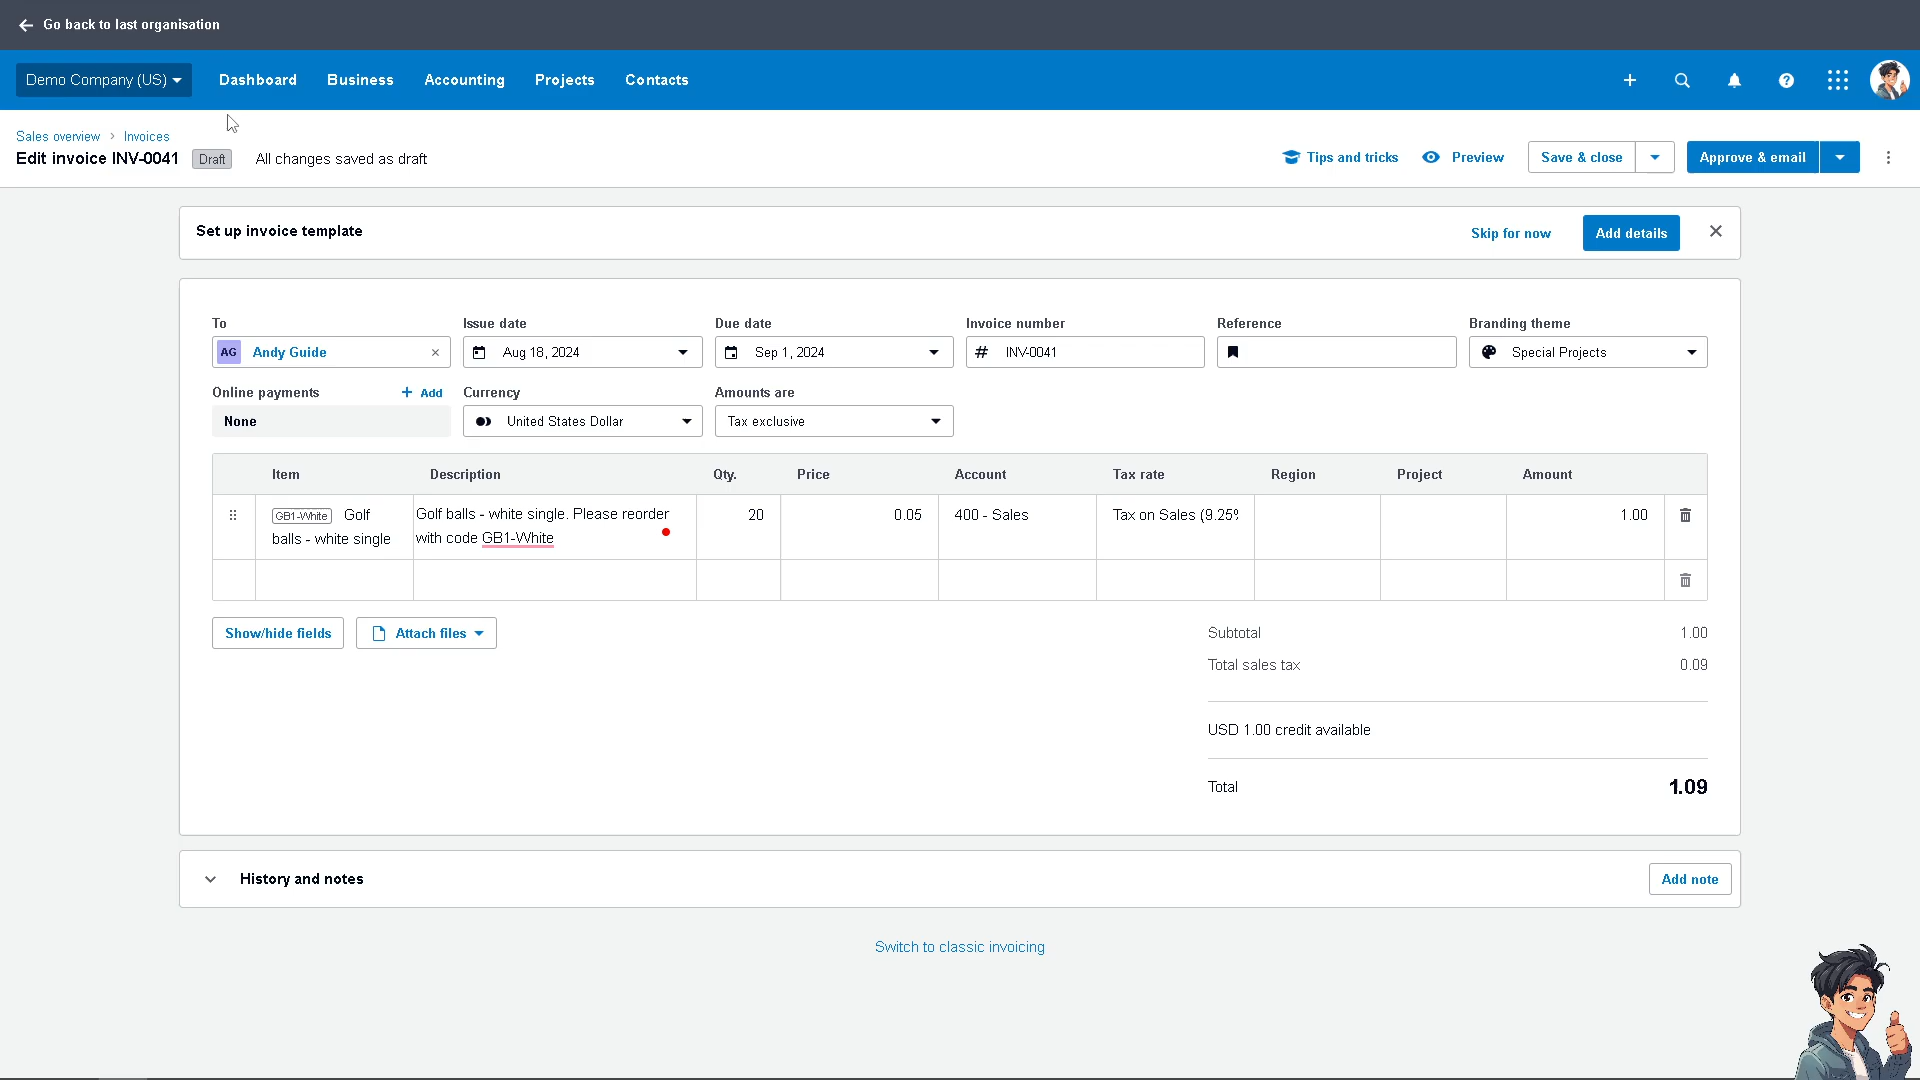 Go back to last organisation
Demo Company (US) Dashboard Business Accounting Projects Contacts
Sales overview Invoices
Edit invoice INV-0041 Draft All changes saved as draft
Tips and tricks Preview Save & close Approve & email
Set up invoice template Skip for now Add details
To Issue date Due date Invoice number Reference Branding theme
AG Andy Guide Aug 18, 2024 Sep 1, 2024 # INV-0041 Special Projects
Online payments + Add Currency Amounts are
None United States Dollar Tax exclusive
Item Description Qty. Price Account Tax rate Region Project Amount
GB1-White Golf Golf balls - white single. Please reorder 20 0.05 400 - Sales Tax on Sales (9.25% 1.00
balls - white single with code GB1-White
Show/hide fields Attach files
Subtotal 1.00
Total sales tax 0.09
USD 1.00 credit available
Total 1.09
History and notes Add note
Switch to classic invoicing